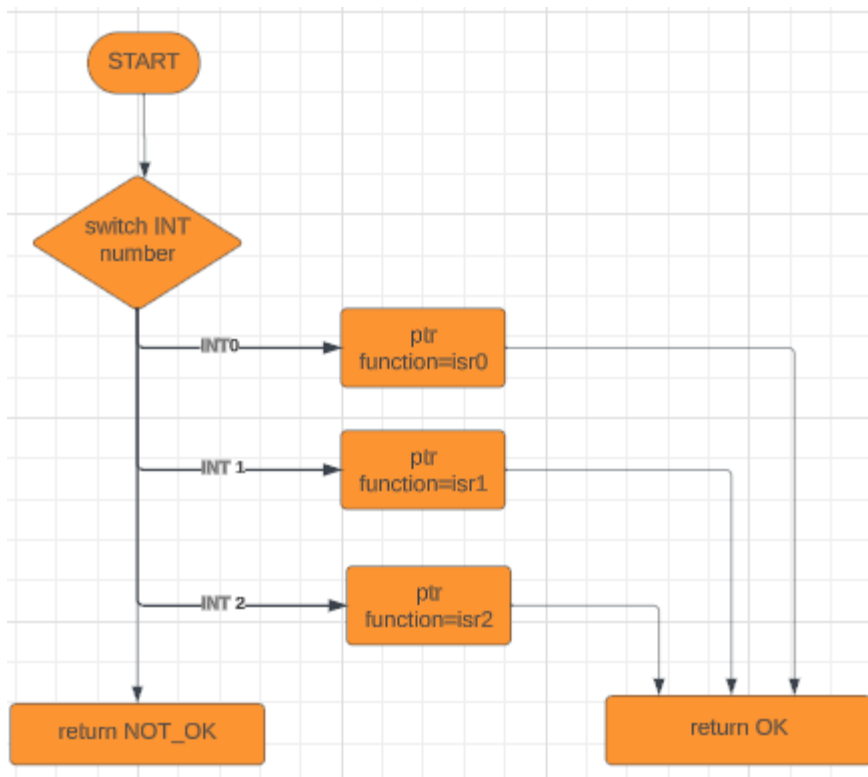 START
switch INT
number
INT0
ptr
function=isr0
INT 1
ptr
function=isr1
INT 2
ptr
function=isr2
return NOT_OK
return OK